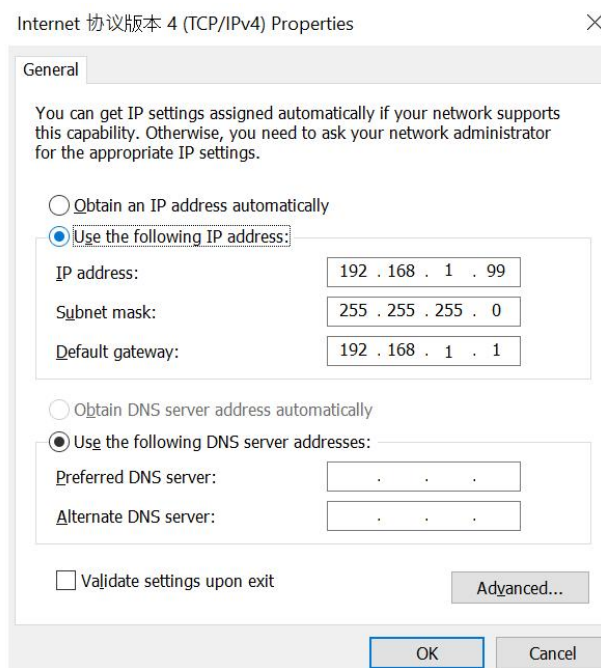 Internet 协议版本 4 (TCP/IPv4) Properties
General
You can get IP settings assigned automatically if your network supports
this capability. Otherwise, you need to ask your network administrator
for the appropriate IP settings.
Obtain an IP address automatically
Use the following IP address:
IP address:
192 . 168 . 1 . 99
Subnet mask:
255 . 255 . 255 . 0
Default gateway:
192 . 168 . 1 . 1
Obtain DNS server address automatically
Use the following DNS server addresses:
Preferred DNS server:
. . .
Alternate DNS server:
. . .
Validate settings upon exit
Advanced...
OK
Cancel